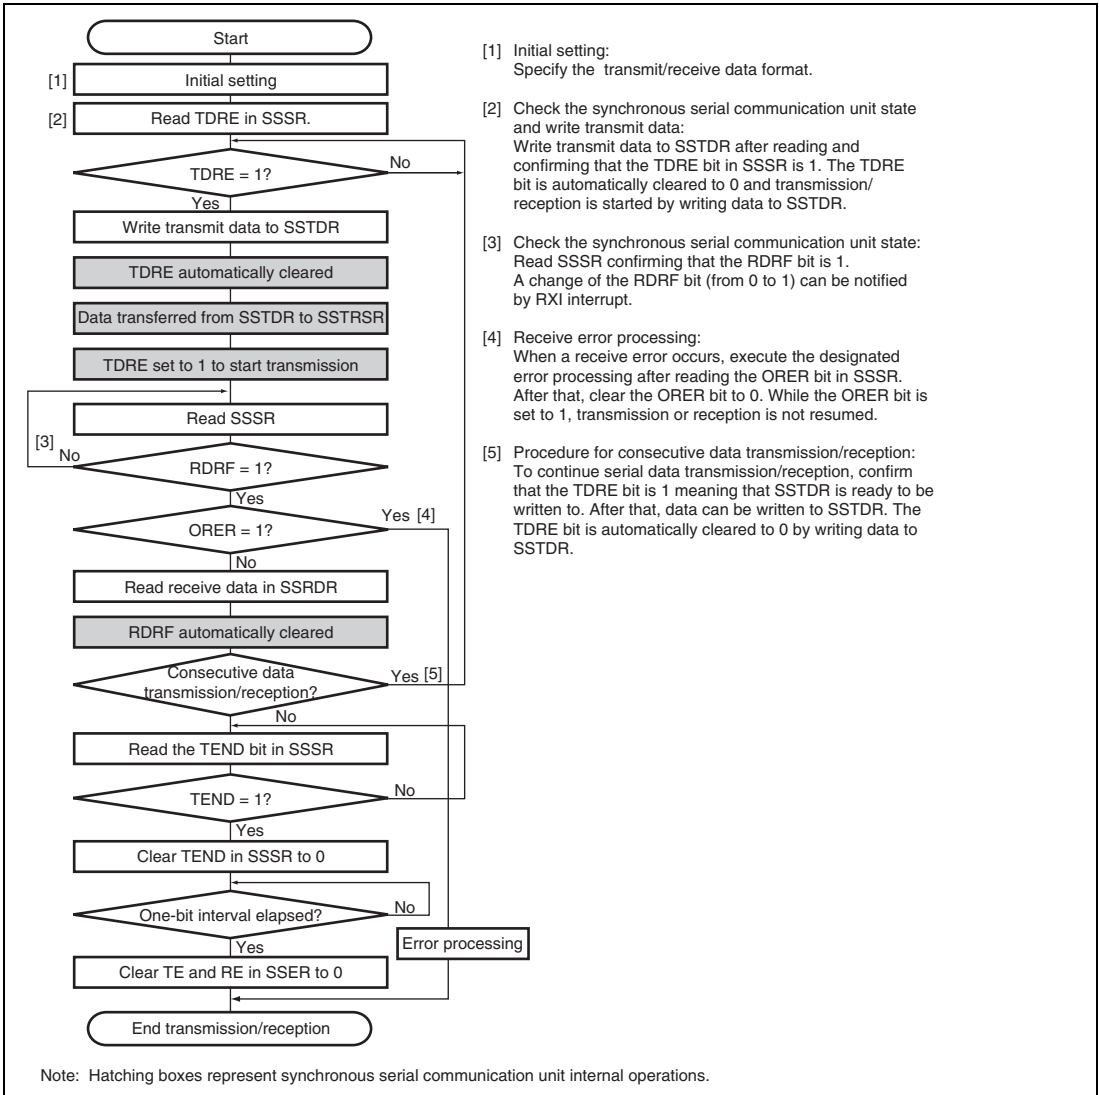 Start
[1] Initial setting
[2] Read TDRE in SSSR.
TDRE = 1?
No
Yes
Write transmit data to SSTDR
TDRE automatically cleared
Data transferred from SSTDR to SSTRSR
TDRE set to 1 to start transmission
Read SSSR
[3]
No
RDRF = 1?
Yes
Yes [4]
ORER = 1?
No
Read receive data in SSRDR
RDRF automatically cleared
Consecutive data
transmission/reception?
Yes [5]
No
Read the TEND bit in SSSR
TEND = 1?
No
Yes
Clear TEND in SSSR to 0
One-bit interval elapsed?
No
Yes
Error processing
Clear TE and RE in SSER to 0
End transmission/reception
[1] Initial setting:
Specify the transmit/receive data format.
[2] Check the synchronous serial communication unit state
and write transmit data:
Write transmit data to SSTDR after reading and
confirming that the TDRE bit in SSSR is 1. The TDRE
bit is automatically cleared to 0 and transmission/
reception is started by writing data to SSTDR.
[3] Check the synchronous serial communication unit state:
Read SSSR confirming that the RDRF bit is 1.
A change of the RDRF bit (from 0 to 1) can be notified
by RXI interrupt.
[4] Receive error processing:
When a receive error occurs, execute the designated
error processing after reading the ORER bit in SSSR.
After that, clear the ORER bit to 0. While the ORER bit is
set to 1, transmission or reception is not resumed.
[5] Procedure for consecutive data transmission/reception:
To continue serial data transmission/reception, confirm
that the TDRE bit is 1 meaning that SSTDR is ready to be
written to. After that, data can be written to SSTDR. The
TDRE bit is automatically cleared to 0 by writing data to
SSTDR.
Note: Hatching boxes represent synchronous serial communication unit internal operations.